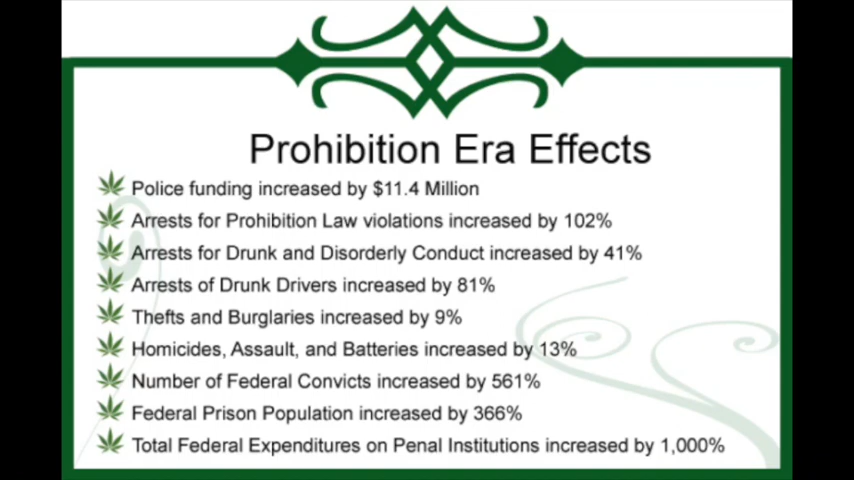 Prohibition Era Effects
Police funding increased by $11.4 Million
Arrests for Prohibition Law violations increased by 102%
Arrests for Drunk and Disorderly Conduct increased by 41%
Arrests of Drunk Drivers increased by 81%
Thefts and Burglaries increased by 9%
Homicides, Assault, and Batteries increased by 13%
Number of Federal Convicts increased by 561%
Federal Prison Population increased by 366%
Total Federal Expenditures on Penal Institutions increased by 1,000%